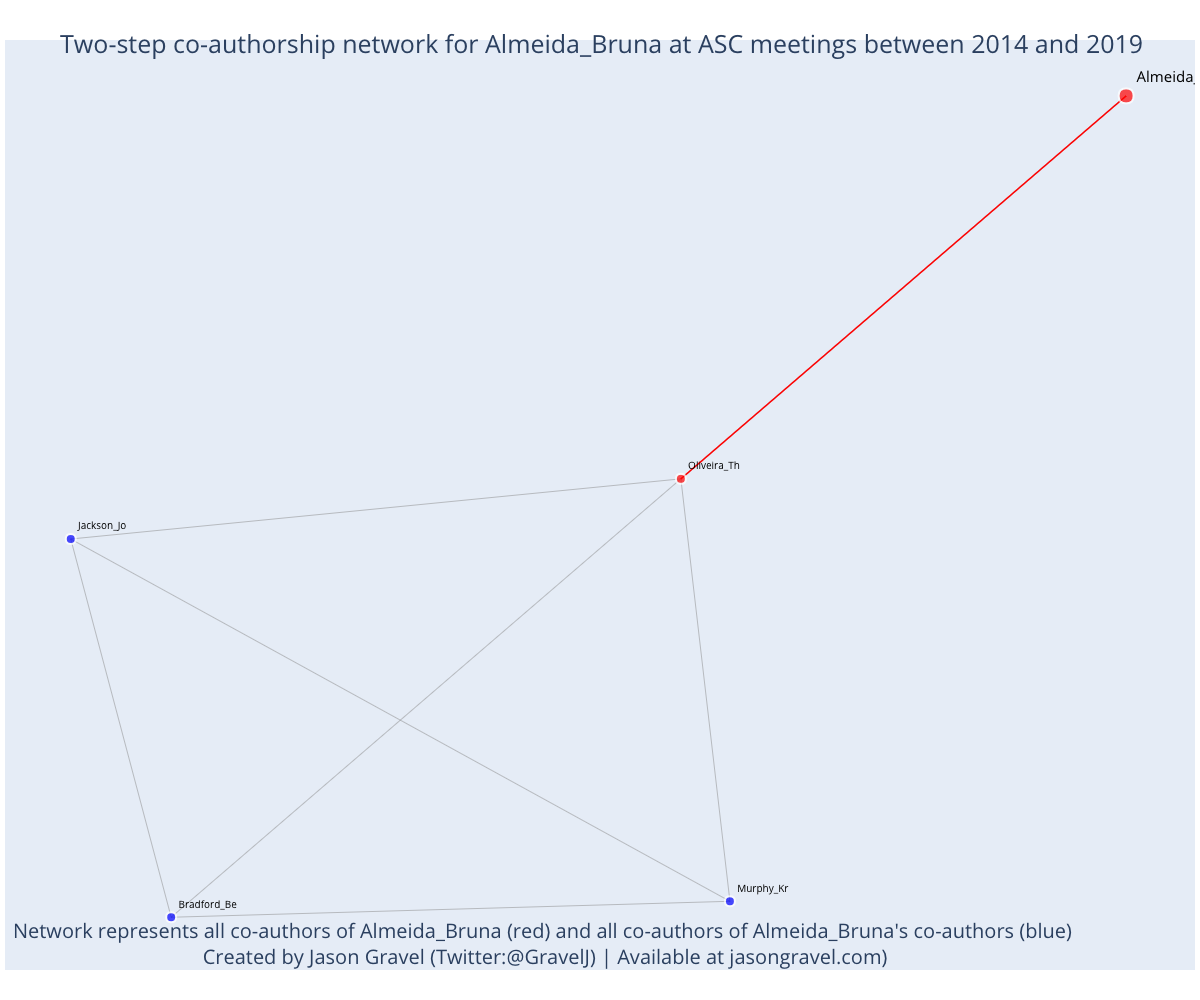 Two-step co-authorship network for Almeida_Bruna at ASC meetings between 2014 and 2019
Almeida_
Oliveira_Th
Jackson_Jo
Murphy_Kr
Bradford_Be
Network represents all co-authors of Almeida_Bruna (red) and all co-authors of Almeida_Bruna's co-authors (blue)
Created by Jason Gravel (Twitter:@GravelJ) | Available at jasongravel.com)